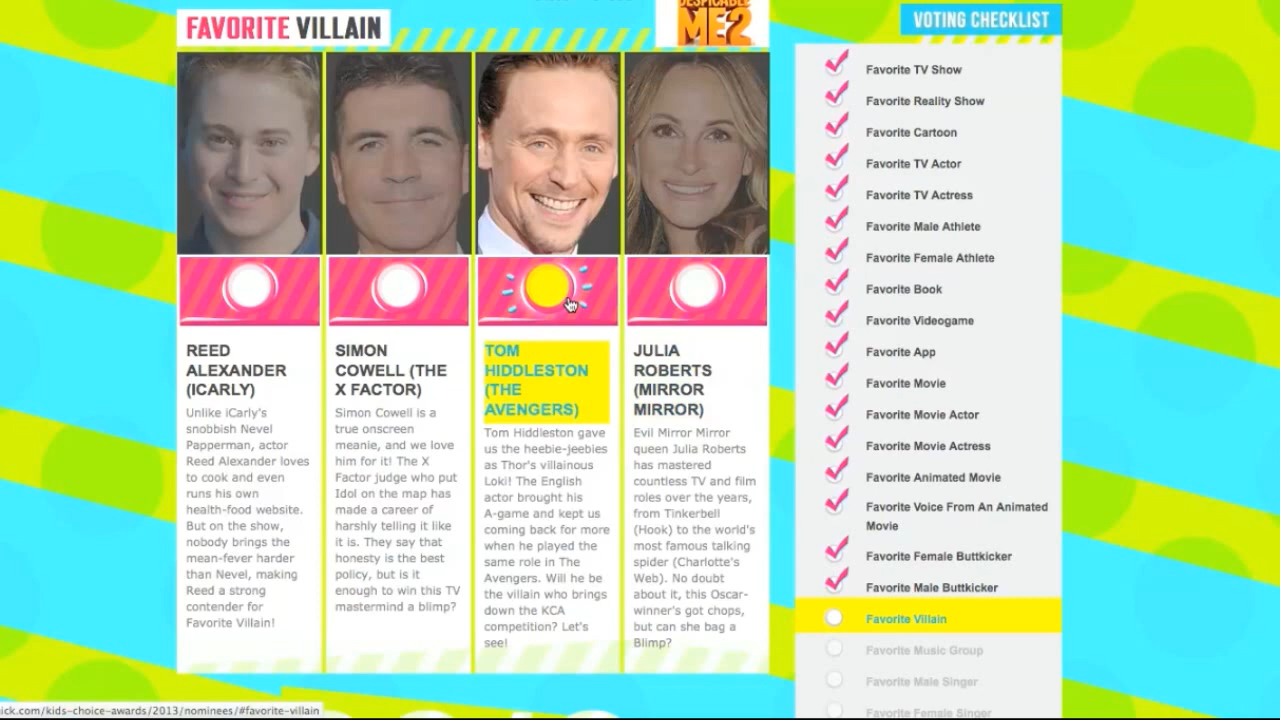 DESPICABLE
ME2
FAVORITE VILLAIN
VOTING CHECKLIST
REED
ALEXANDER
(ICARLY)
Unlike iCarly's
snobbish Nevel
Papperman, actor
Reed Alexander loves
to cook and even
runs his own
health-food website.
But on the show,
nobody brings the
mean-fever harder
than Nevel, making
Reed a strong
contender for
Favorite Villain!
SIMON
COWELL (THE
X FACTOR)
Simon Cowell is a
true onscreen
meanie, and we love
him for it! The X
Factor judge who put
Idol on the map has
made a career of
harshly telling it like
it is. They say that
honesty is the best
policy, but is it
enough to win this TV
mastermind a blimp?
TOM
HIDDLESTON
(THE
AVENGERS)
Tom Hiddleston gave
us the heebie-jeebies
as Thor's villainous
Loki! The English
actor brought his
A-game and kept us
coming back for more
when he played the
same role in The
Avengers. Will he be
the villain who brings
down the KCA
competition? Let's
see!
JULIA
ROBERTS
(MIRROR
MIRROR)
Evil Mirror Mirror
queen Julia Roberts
has mastered
countless TV and film
roles over the years,
from Tinkerbell
(Hook) to the world's
most famous talking
spider (Charlotte's
Web). No doubt
about it, this Oscar-
winner's got chops,
but can she bag a
Blimp?
Favorite TV Show
Favorite Reality Show
Favorite Cartoon
Favorite TV Actor
Favorite TV Actress
Favorite Male Athlete
Favorite Female Athlete
Favorite Book
Favorite Videogame
Favorite App
Favorite Movie
Favorite Movie Actor
Favorite Movie Actress
Favorite Animated Movie
Favorite Voice From An Animated
Movie
Favorite Female Buttkicker
Favorite Male Buttkicker
Favorite Villain
Favorite Music Group
Favorite Male Singer
Favorite Female Singer
nick.com/kids-choice-awards/2013/nominees/#favorite-villain